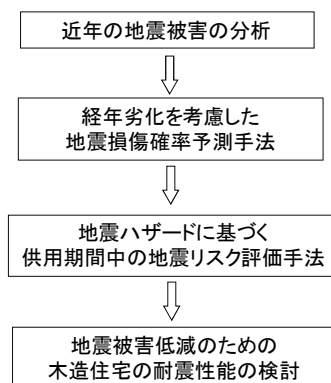 近年の地震被害の分析
経年劣化を考慮した
地震損傷確率予測手法
地震ハザードに基づく
供用期間中の地震リスク評価手法
地震被害低減のための
木造住宅の耐震性能の検討